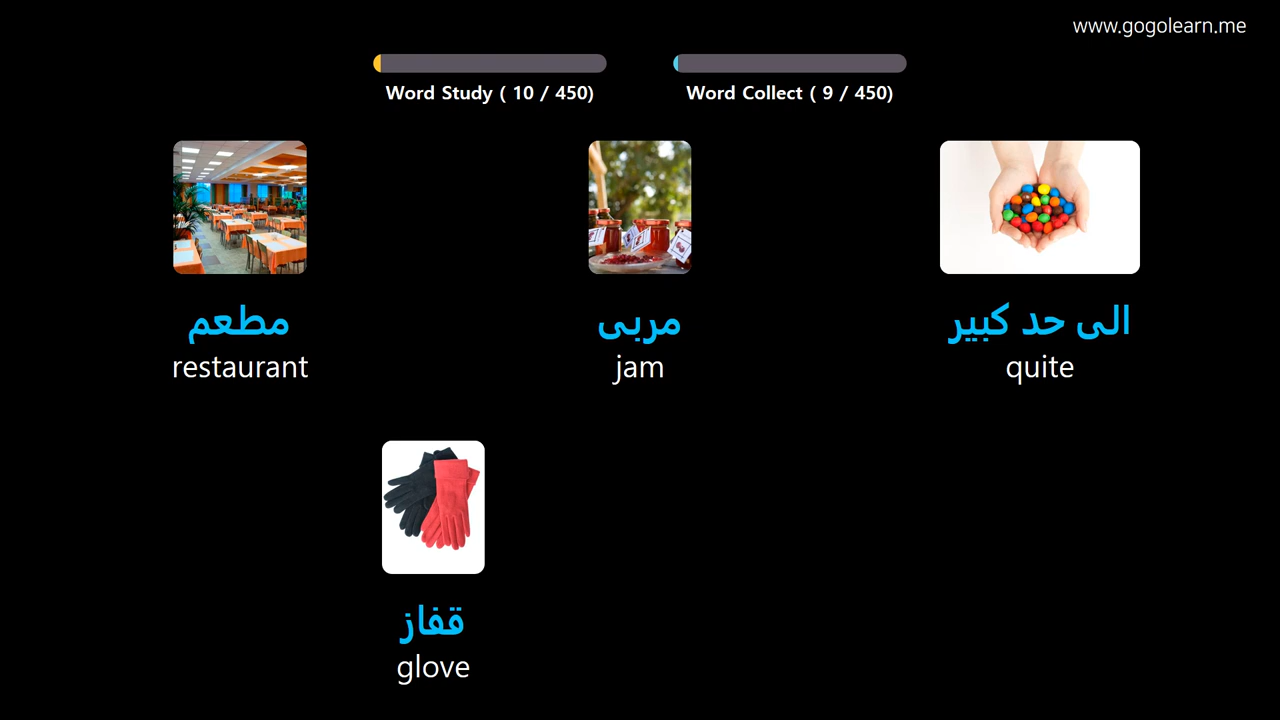 www.gogolearn.me
Word Study ( 10 / 450)
Word Collect ( 9 / 450)
مطعم
restaurant
مربى
jam
الى حد كبير
quite
قفاز
glove